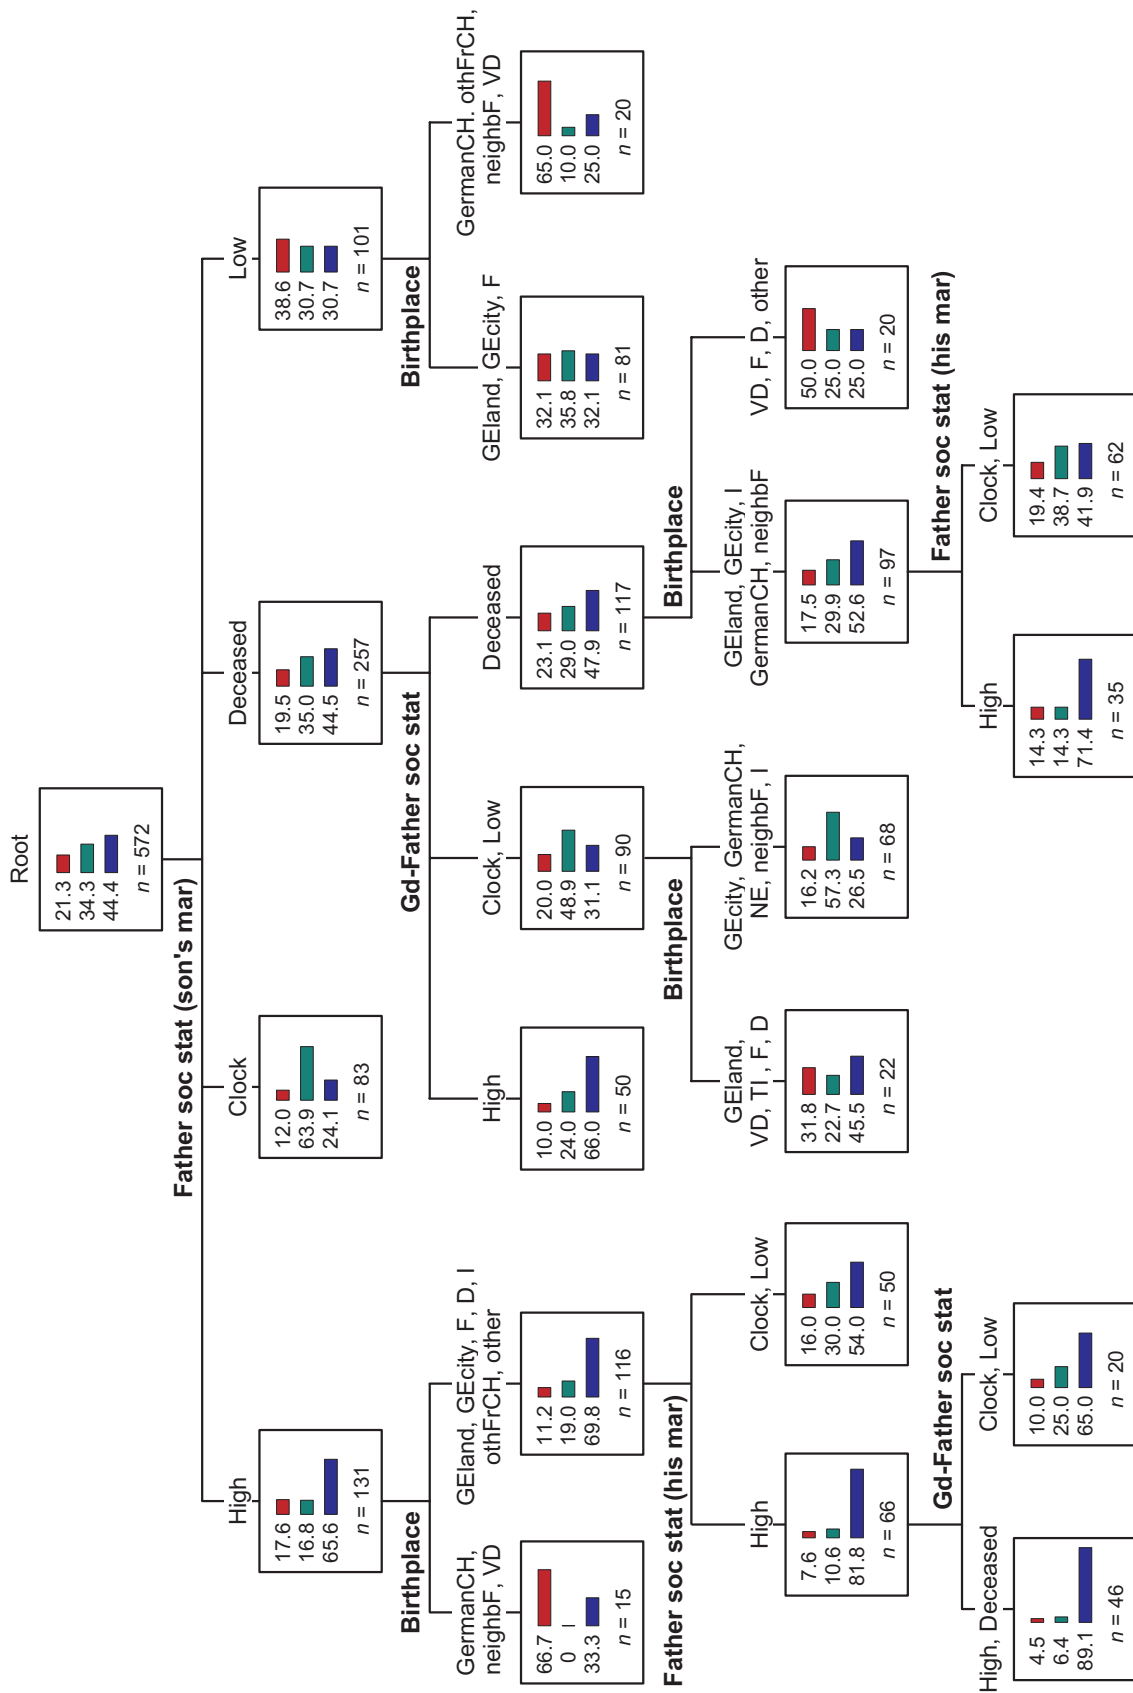 Root
21.3
34.3
44.4
n = 572
Father soc stat (son's mar)
High
17.6
16.8
65.6
n = 131
Clock
12.0
63.9
24.1
n = 83
Deceased
19.5
35.0
44.5
n = 257
Low
38.6
30.7
30.7
n = 101
Birthplace
Gd-Father soc stat
Birthplace
GermanCH,
neighbF, VD
66.7
0
33.3
n = 15
GEland, GEcity, F, D, I
othFrCH, other
11.2
19.0
69.8
n = 116
High
10.0
24.0
66.0
n = 50
Clock, Low
20.0
48.9
31.1
n = 90
Deceased
23.1
29.0
47.9
n = 117
GEland, GEcity, F
32.1
35.8
32.1
n = 81
GermanCH. othFrCH,
neighbF, VD
65.0
10.0
25.0
n = 20
Father soc stat (his mar)
Birthplace
Birthplace
High
7.6
10.6
81.8
n = 66
Clock, Low
16.0
30.0
54.0
n = 50
GEland,
VD, TI , F, D
31.8
22.7
45.5
n = 22
GEcity, GermanCH,
NE, neighbF, I
16.2
57.3
26.5
n = 68
GEland, GEcity, I
GermanCH, neighbF
17.5
29.9
52.6
n = 97
VD, F, D, other
50.0
25.0
25.0
n = 20
Gd-Father soc stat
Father soc stat (his mar)
High, Deceased
4.5
6.4
89.1
n = 46
Clock, Low
10.0
25.0
65.0
n = 20
High
14.3
14.3
71.4
n = 35
Clock, Low
19.4
38.7
41.9
n = 62